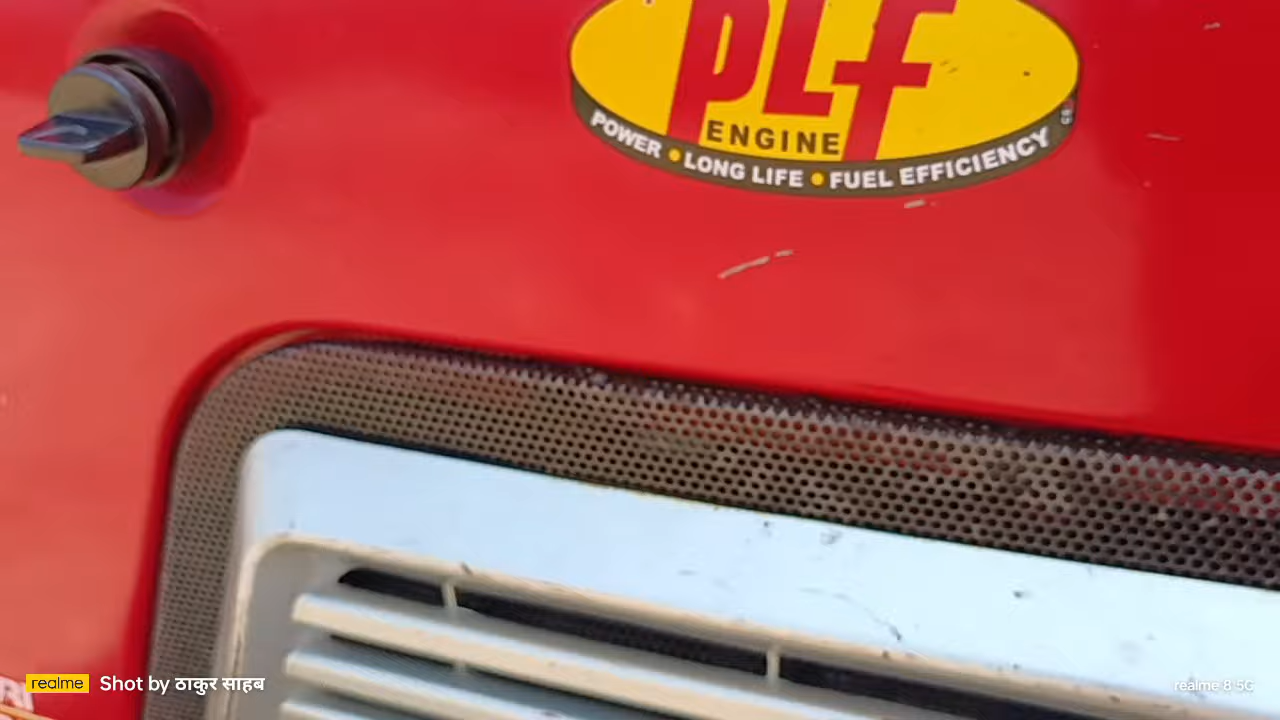 PLF
ENGINE
POWER • LONG LIFE • FUEL EFFICIENCY
realme Shot by ठाकुर साहब
realme 8 5G